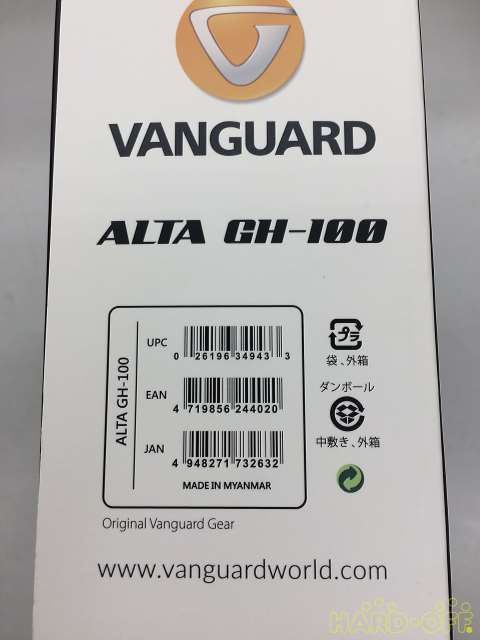 VANGUARD
ALTA GH-100
ALTA GH-100
UPC
0 26196 34943 3
EAN
4 719856 244020
JAN
4 948271 732632
MADE IN MYANMAR
プラ
袋、外箱
ダンボール
中敷き、外箱
Original Vanguard Gear
www.vanguardworld.com
HARD-OFF